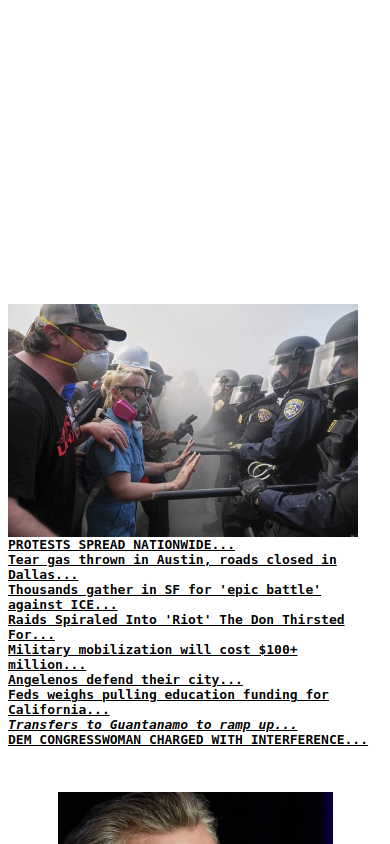 PROTESTS SPREAD NATIONWIDE...
Tear gas thrown in Austin, roads closed in
Dallas...
Thousands gather in SF for 'epic battle'
against ICE...
Raids Spiraled Into 'Riot' The Don Thirsted
For...
Military mobilization will cost $100+
million...
Angelenos defend their city...
Feds weighs pulling education funding for
California...
Transfers to Guantanamo to ramp up...
DEM CONGRESSWOMAN CHARGED WITH INTERFERENCE...